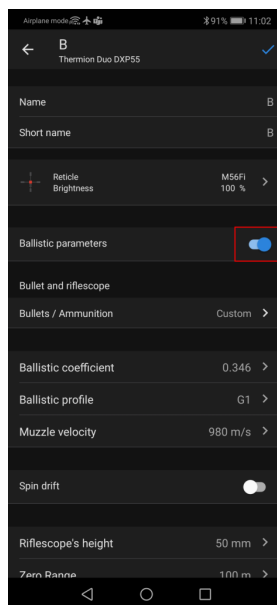 Airplane mode 91% 11:02
B
Thermion Duo DXP55
Name B
Short name B
Reticle M56Fi
Brightness 100 %
Ballistic parameters
Bullet and riflescope
Bullets / Ammunition Custom
Ballistic coefficient 0.346
Ballistic profile G1
Muzzle velocity 980 m/s
Spin drift
Riflescope's height 50 mm
Zero Range 100 m